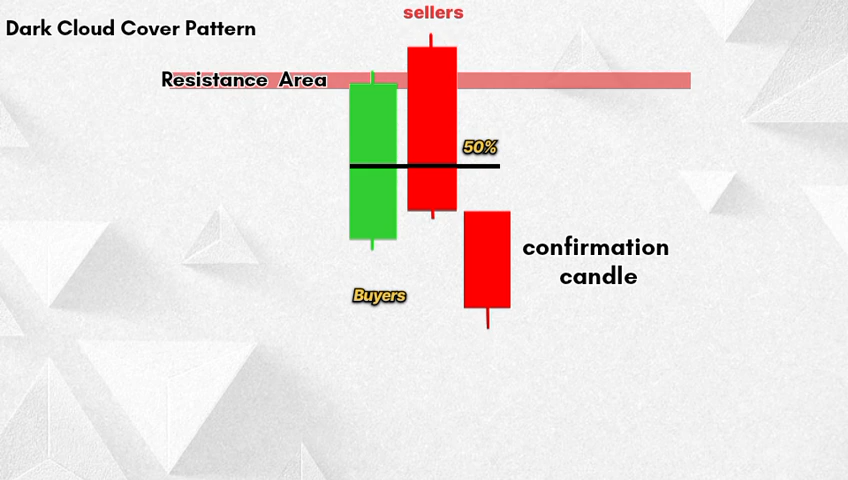 sellers
Dark Cloud Cover Pattern
Resistance Area
50%
confirmation
candle
Buyers